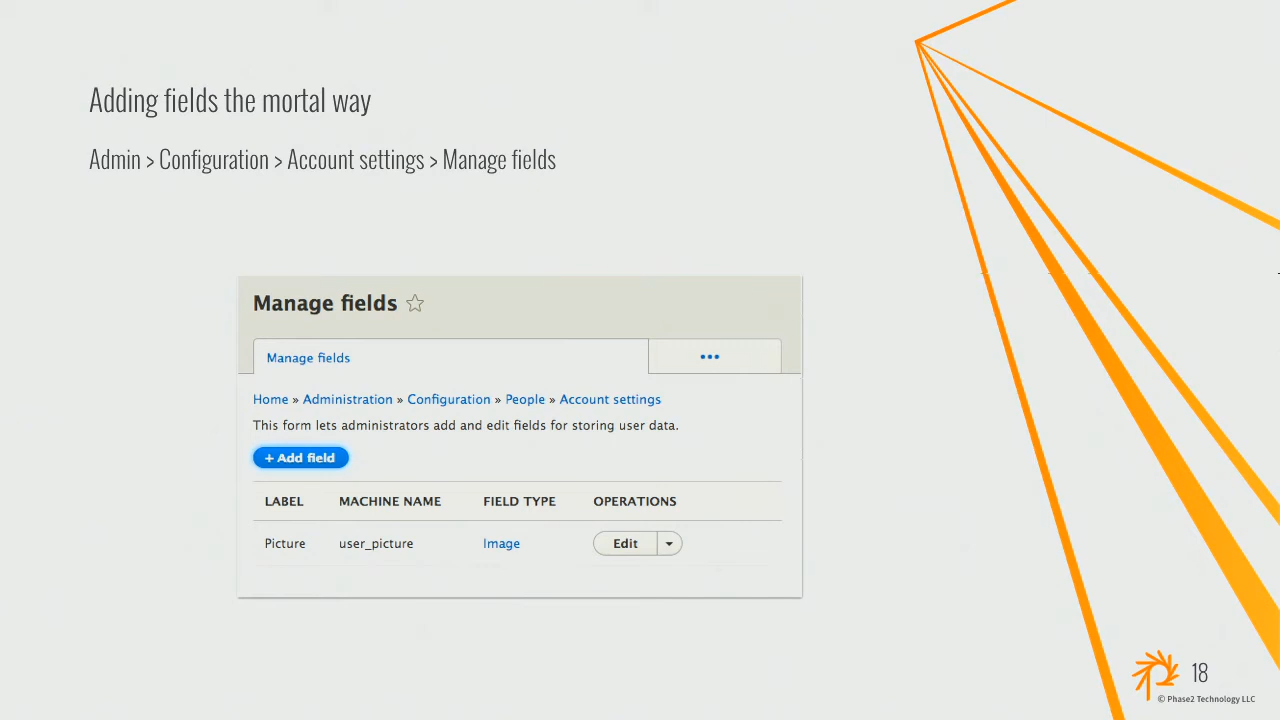 Adding fields the mortal way
Admin > Configuration > Account settings > Manage fields
Manage fields
Manage fields •••
Home » Administration » Configuration » People » Account settings
This form lets administrators add and edit fields for storing user data.
+ Add field
LABEL MACHINE NAME FIELD TYPE OPERATIONS
Picture user_picture Image Edit
18
© Phase2 Technology LLC